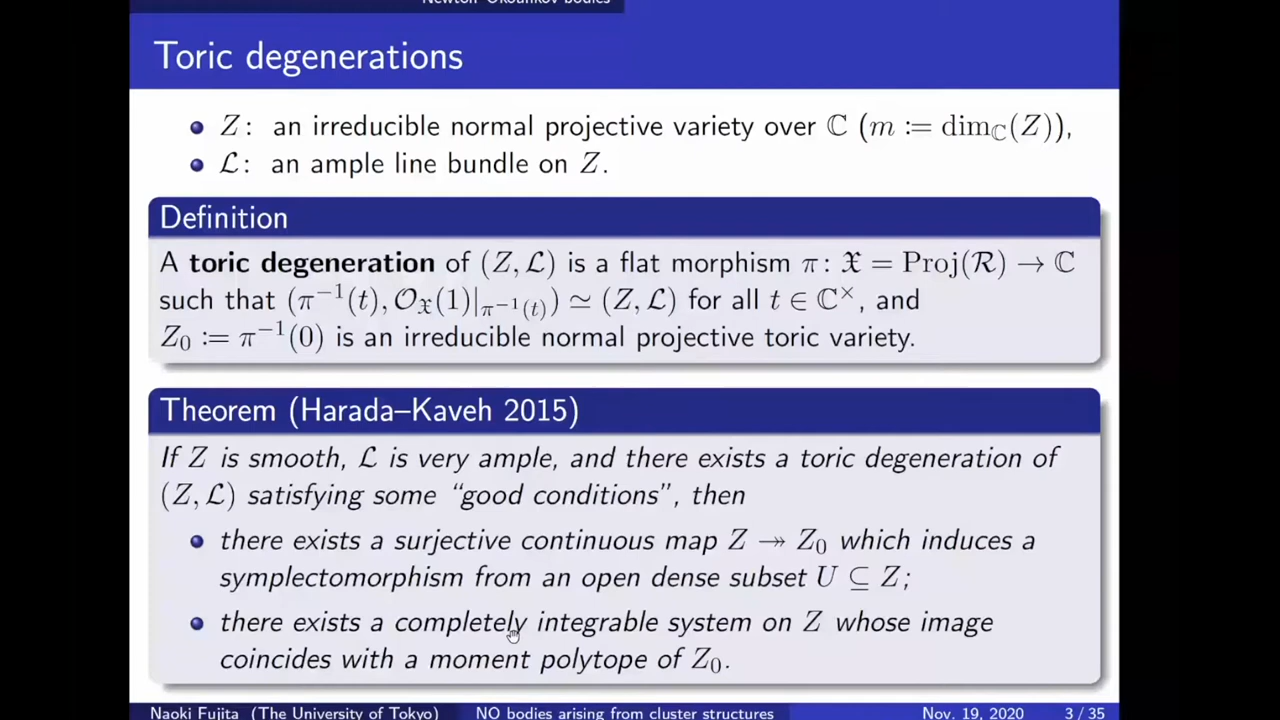 Newton–Okounkov bodies
Toric degenerations
Z: an irreducible normal projective variety over ℂ (m ≔ dim_ℂ(Z)),
ℒ: an ample line bundle on Z.
Definition
A toric degeneration of (Z, ℒ) is a flat morphism π: 𝔛 = Proj(ℛ) → ℂ
such that (π⁻¹(t), 𝒪_𝔛(1)|_{π⁻¹(t)}) ≃ (Z, ℒ) for all t ∈ ℂ^×, and
Z₀ ≔ π⁻¹(0) is an irreducible normal projective toric variety.
Theorem (Harada–Kaveh 2015)
If Z is smooth, ℒ is very ample, and there exists a toric degeneration of
(Z, ℒ) satisfying some “good conditions”, then
there exists a surjective continuous map Z ↠ Z₀ which induces a
symplectomorphism from an open dense subset U ⊆ Z;
there exists a completely integrable system on Z whose image
coincides with a moment polytope of Z₀.
Naoki Fujita (The University of Tokyo) NO bodies arising from cluster structures Nov. 19, 2020 3 / 35